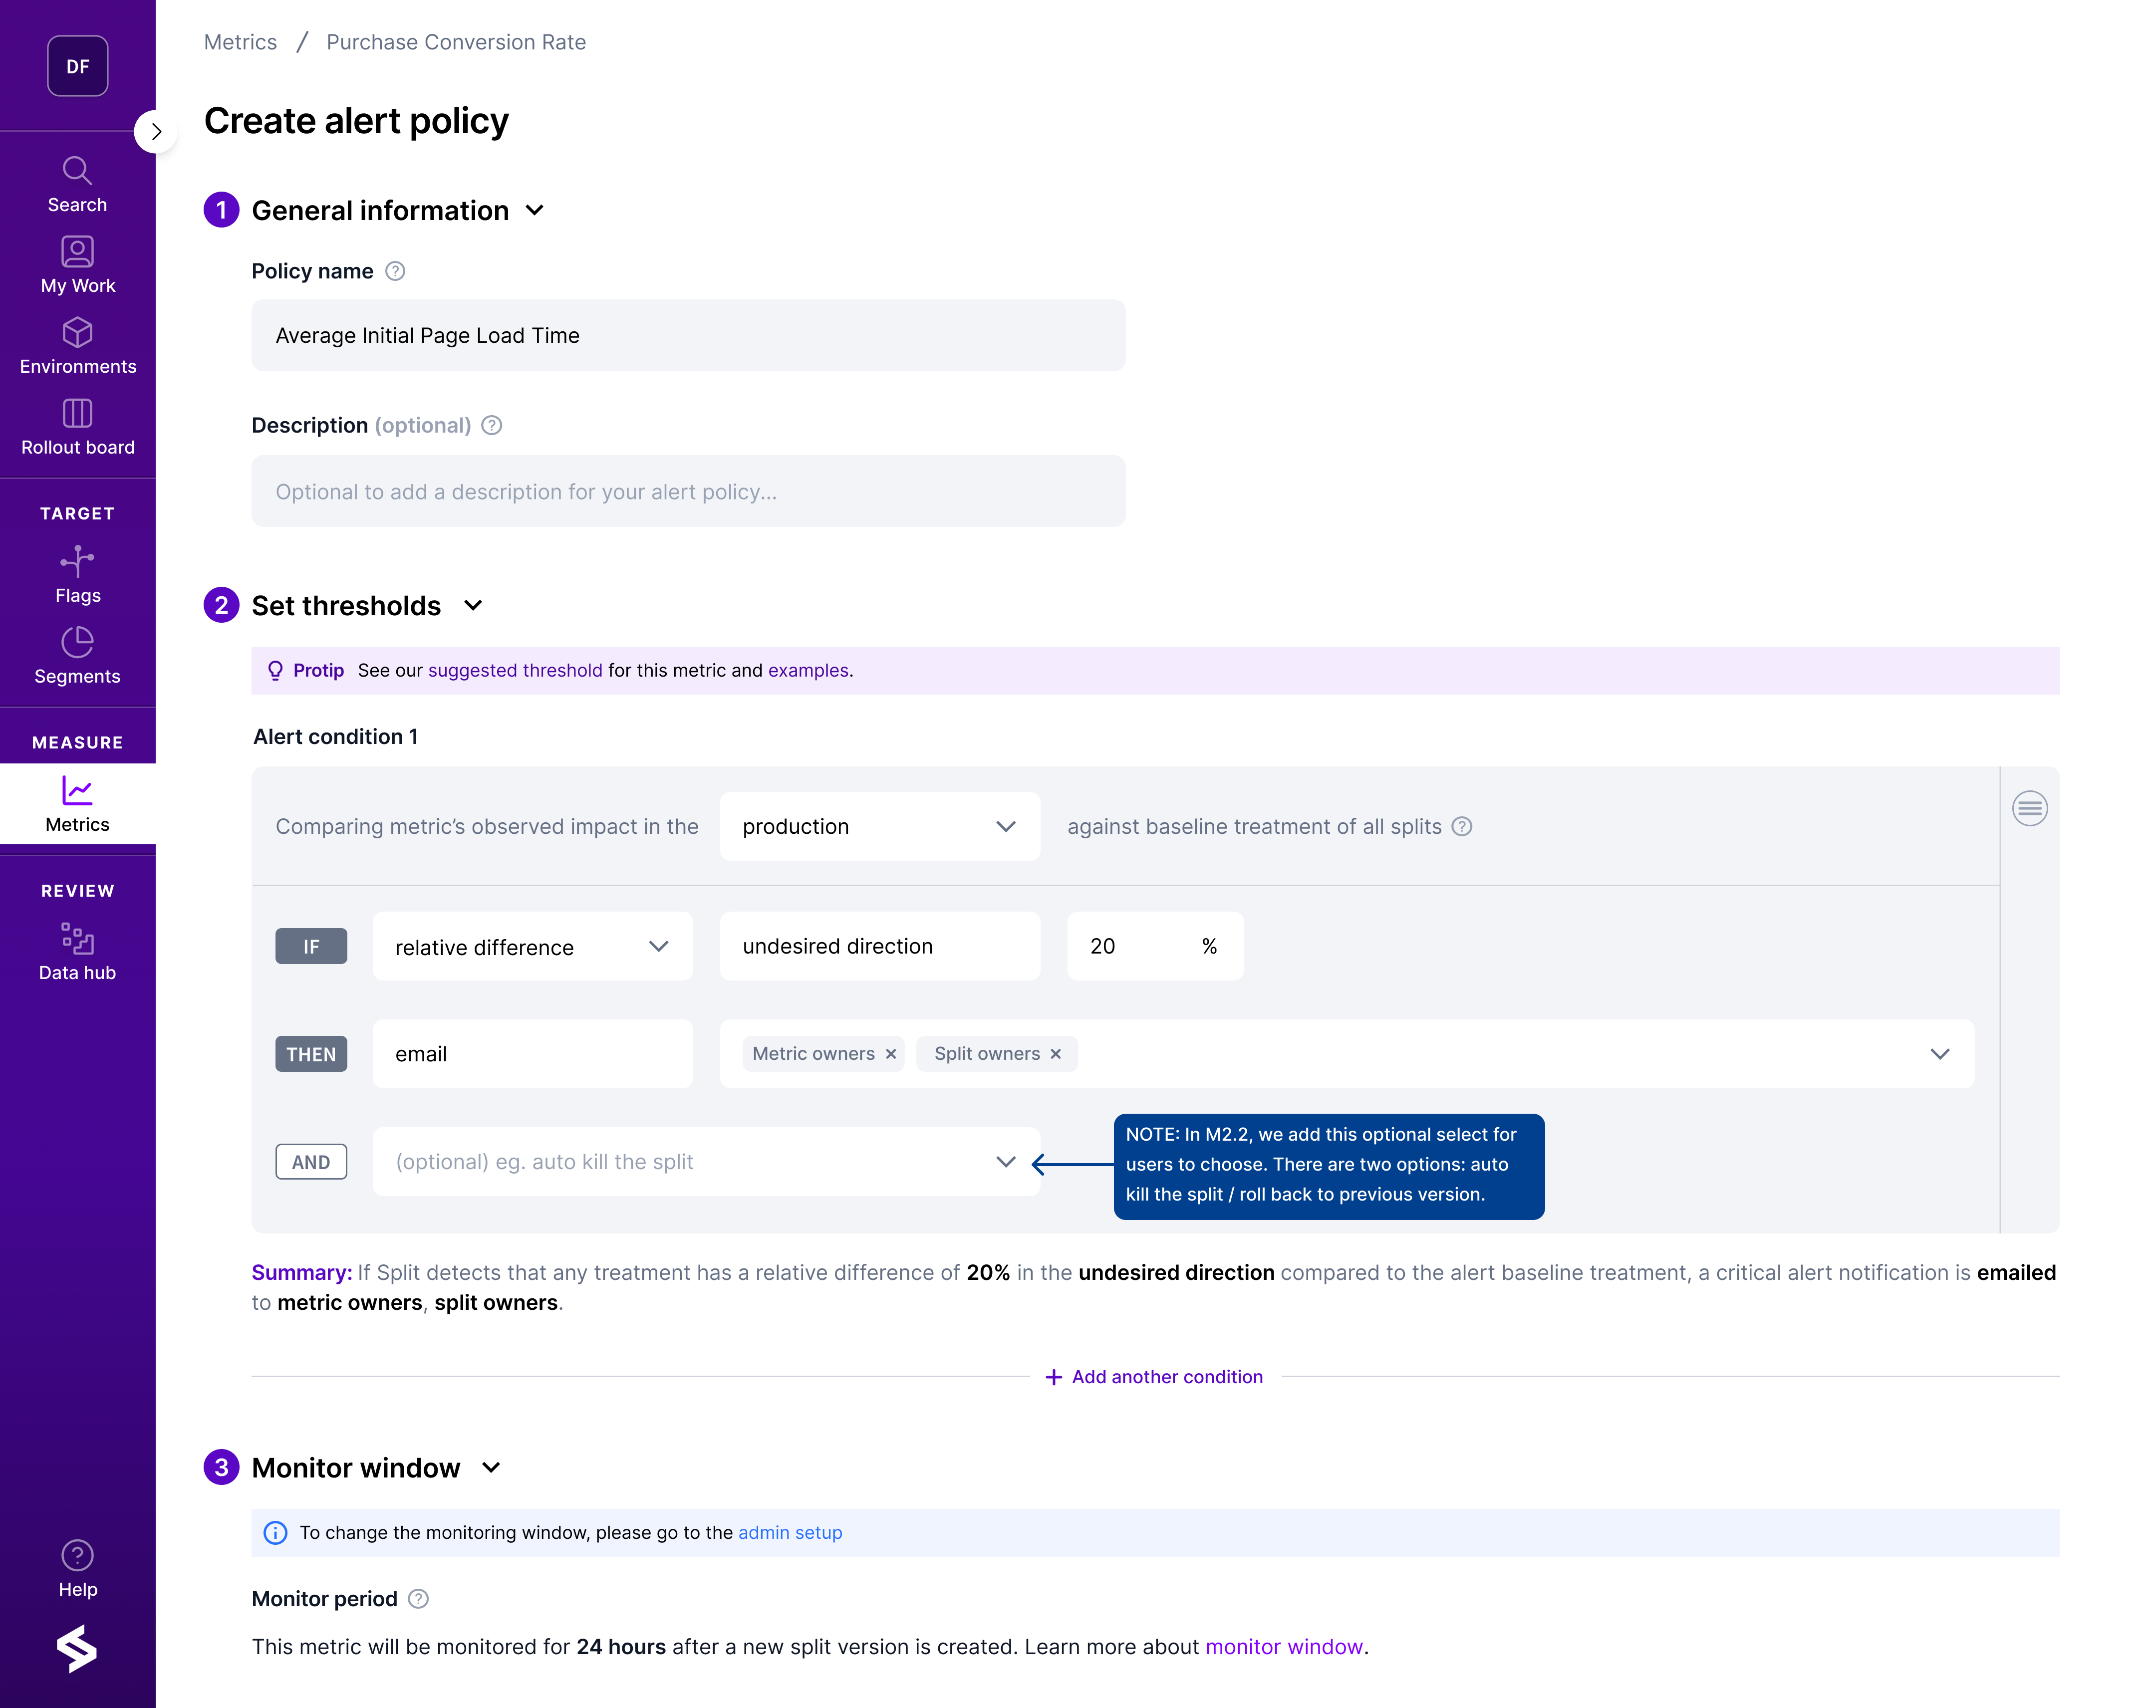 DF
Search
My Work
Environments
Rollout board
TARGET
Flags
Segments
MEASURE
Metrics
REVIEW
Data hub
Help
Metrics / Purchase Conversion Rate
Create alert policy
1 General information
Policy name ?
Average Initial Page Load Time
Description (optional) ?
Optional to add a description for your alert policy...
2 Set thresholds
Protip See our suggested threshold for this metric and examples.
Alert condition 1
Comparing metric’s observed impact in the production against baseline treatment of all splits ?
IF relative difference undesired direction 20 %
THEN email Metric owners × Split owners ×
AND (optional) eg. auto kill the split
NOTE: In M2.2, we add this optional select for
users to choose. There are two options: auto
kill the split / roll back to previous version.
Summary: If Split detects that any treatment has a relative difference of 20% in the undesired direction compared to the alert baseline treatment, a critical alert notification is emailed
to metric owners, split owners.
+ Add another condition
3 Monitor window
To change the monitoring window, please go to the admin setup
Monitor period ?
This metric will be monitored for 24 hours after a new split version is created. Learn more about monitor window.